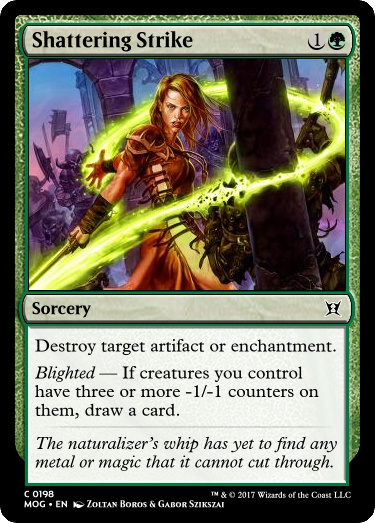 Shattering Strike 1
Sorcery
Destroy target artifact or enchantment.
Blighted — If creatures you control
have three or more -1/-1 counters on
them, draw a card.
The naturalizer's whip has yet to find any
metal or magic that it cannot cut through.
C 0198
™ & © 2017 Wizards of the Coast LLC
MOG • EN Zoltan Boros & Gabor Szikszai